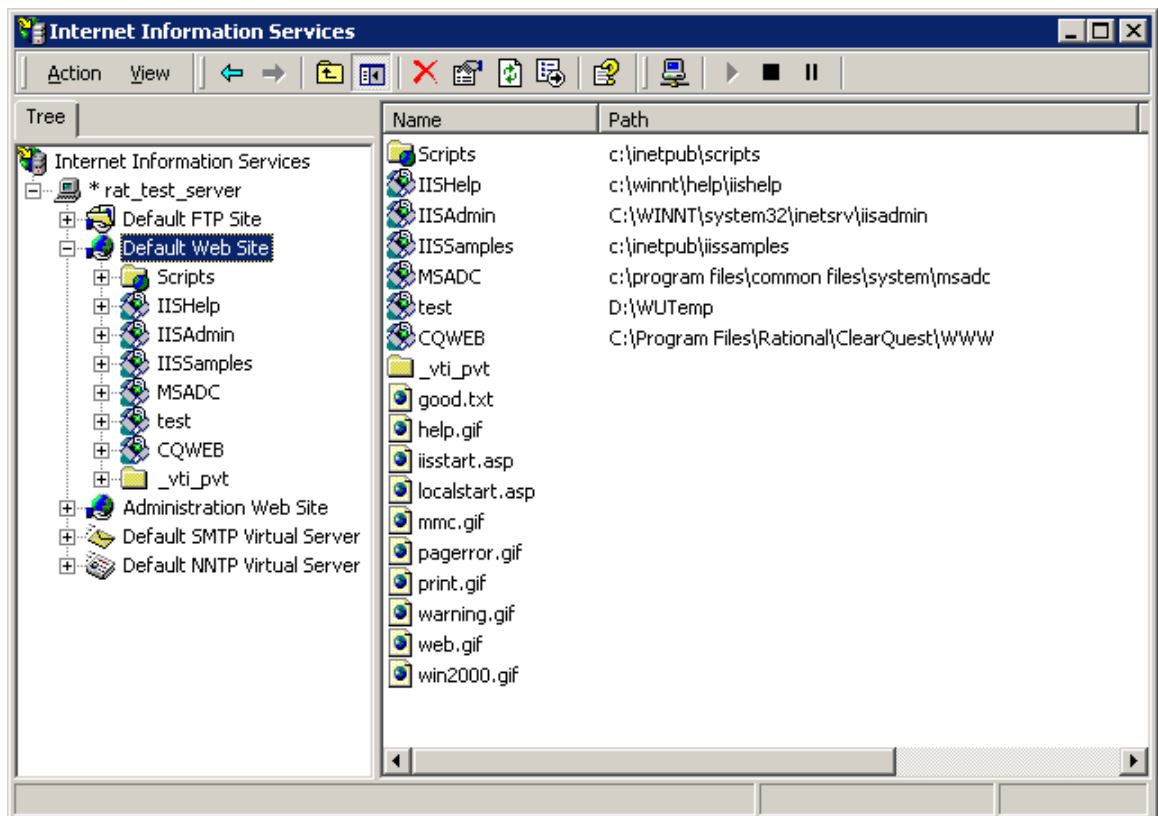 Internet Information Services
Action View
Tree
Internet Information Services
* rat_test_server
Default FTP Site
Default Web Site
Scripts
IISHelp
IISAdmin
IISSamples
MSADC
test
CQWEB
_vti_pvt
Administration Web Site
Default SMTP Virtual Server
Default NNTP Virtual Server
Name Path
Scripts c:\inetpub\scripts
IISHelp c:\winnt\help\iishelp
IISAdmin C:\WINNT\system32\inetsrv\iisadmin
IISSamples c:\inetpub\iissamples
MSADC c:\program files\common files\system\msadc
test D:\WUTemp
CQWEB C:\Program Files\Rational\ClearQuest\WWW
_vti_pvt
good.txt
help.gif
iisstart.asp
localstart.asp
mmc.gif
pagerror.gif
print.gif
warning.gif
web.gif
win2000.gif